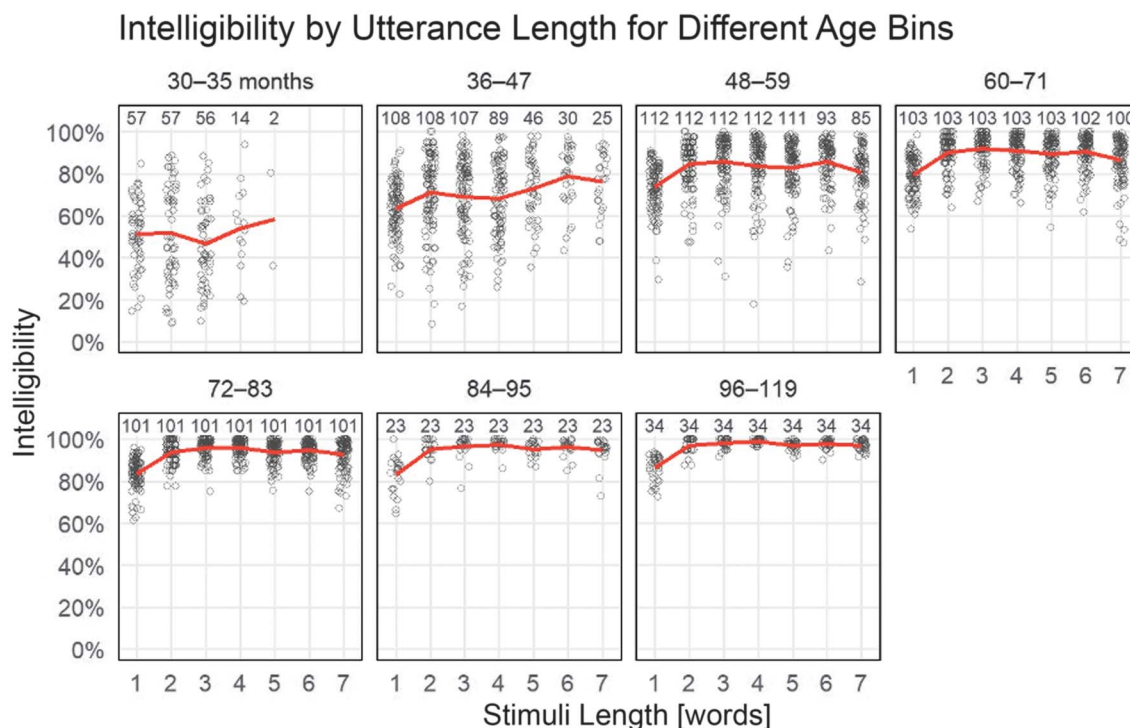 Intelligibility by Utterance Length for Different Age Bins
30–35 months 36–47 48–59 60–71
57 57 56 14 2 108 108 107 89 46 30 25 112 112 112 112 111 93 85 103 103 103 103 103 102 100
100%
80%
60%
40%
20%
0%
1 2 3 4 5 6 7
72–83 84–95 96–119
101 101 101 101 101 101 101 23 23 23 23 23 23 23 34 34 34 34 34 34 34
100%
80%
60%
40%
20%
0%
1 2 3 4 5 6 7 1 2 3 4 5 6 7 1 2 3 4 5 6 7
Intelligibility
Stimuli Length [words]